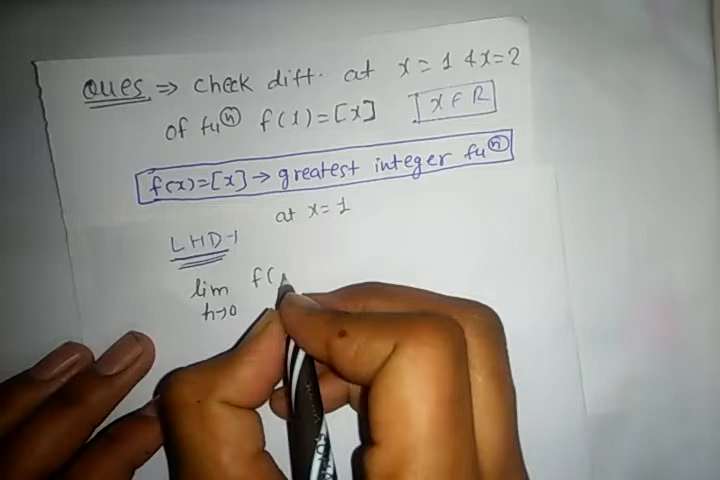 Ques ⇒ check diff. at x = 1 & x = 2
of fuⁿ f(x) = [x] x ∈ R
f(x) = [x] → greatest integer fuⁿ
at x = 1
LHD →
lim f(
h→0